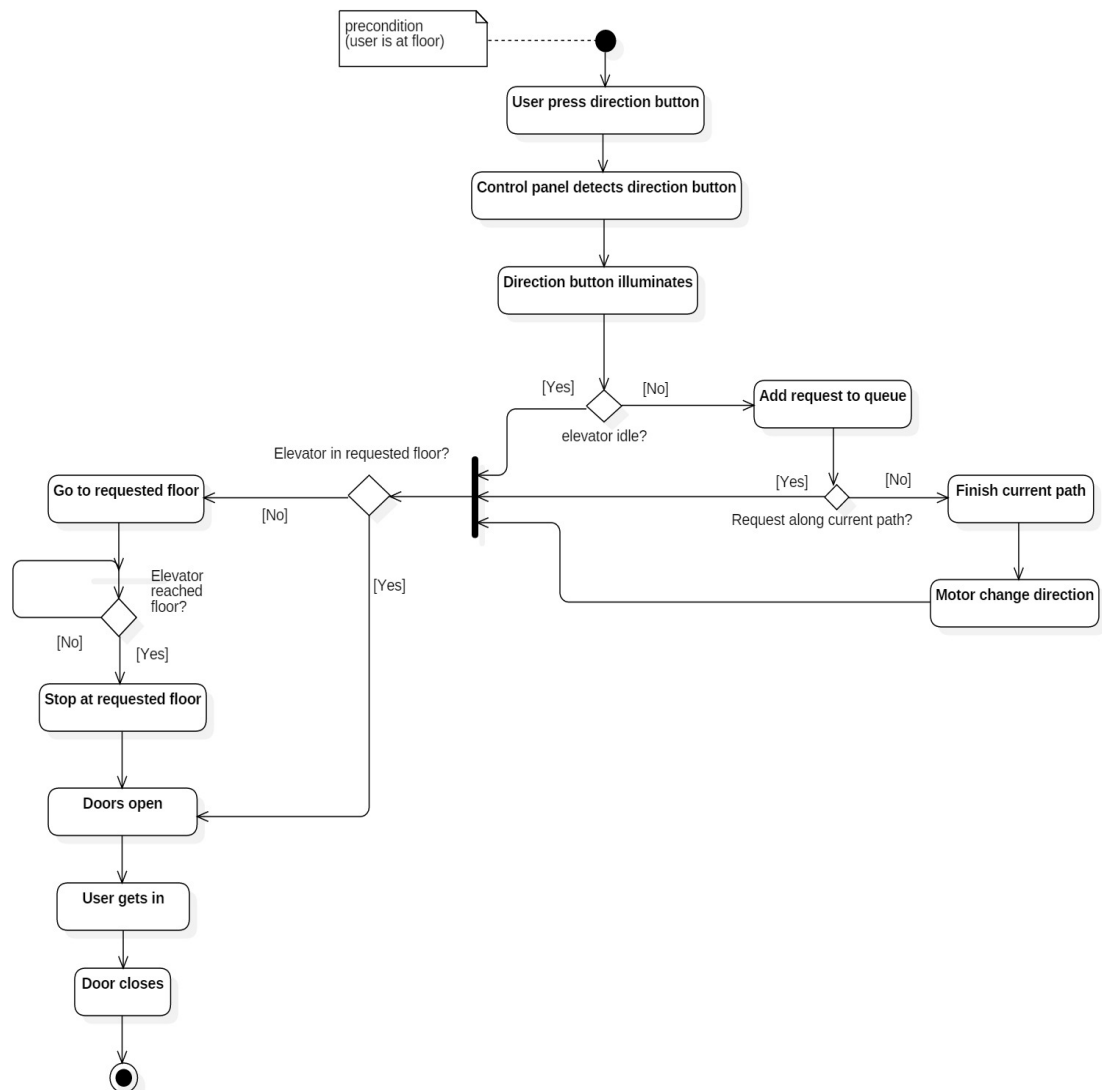 precondition
(user is at floor)
User press direction button
Control panel detects direction button
Direction button illuminates
[Yes]
[No]
elevator idle?
Add request to queue
Elevator in requested floor?
[Yes]
[No]
Request along current path?
Finish current path
Go to requested floor
[No]
[Yes]
Motor change direction
Elevator
reached
floor?
[No]
[Yes]
Stop at requested floor
Doors open
User gets in
Door closes